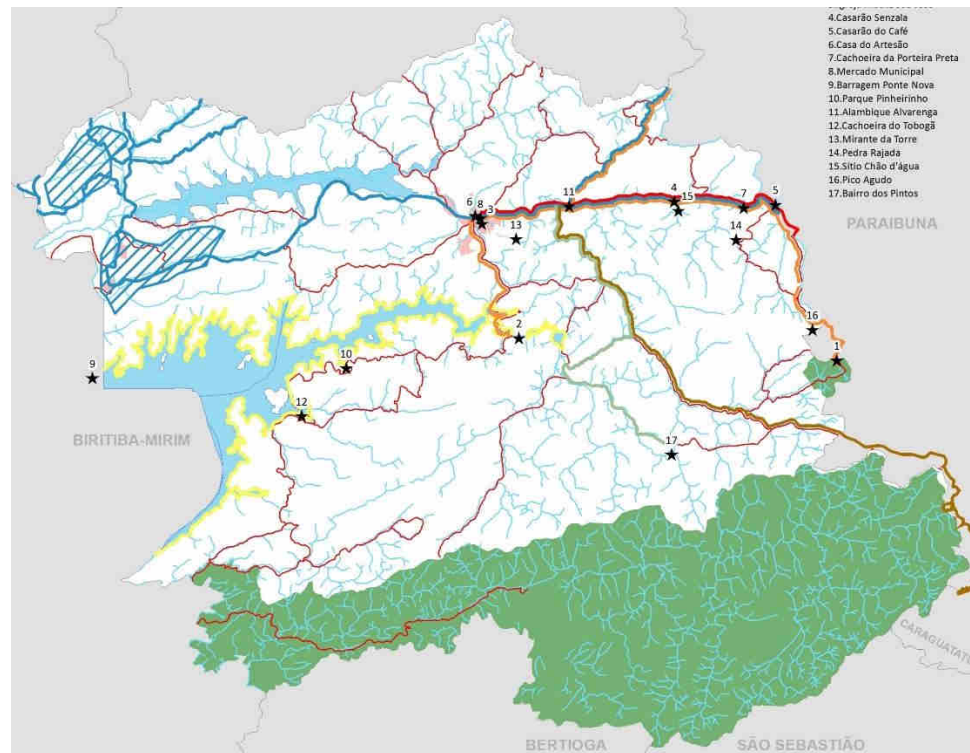 4.Casarão Senzala
5.Casarão do Café
6.Casa do Artesão
7.Cachoeira da Porteira Preta
8.Mercado Municipal
9.Barragem Ponte Nova
10.Parque Pinheirinho
11.Alambique Alvarenga
12.Cachoeira do Tobogã
13.Mirante da Torre
14.Pedra Rajada
15.Sítio Chão d'água
16.Pico Agudo
17.Bairro dos Pintos
6 8 3
11
4
15
7
5
PARAIBUNA
13
14
16
2
1
9
10
12
BIRITIBA-MIRIM
17
BERTIOGA
SÃO SEBASTIÃO